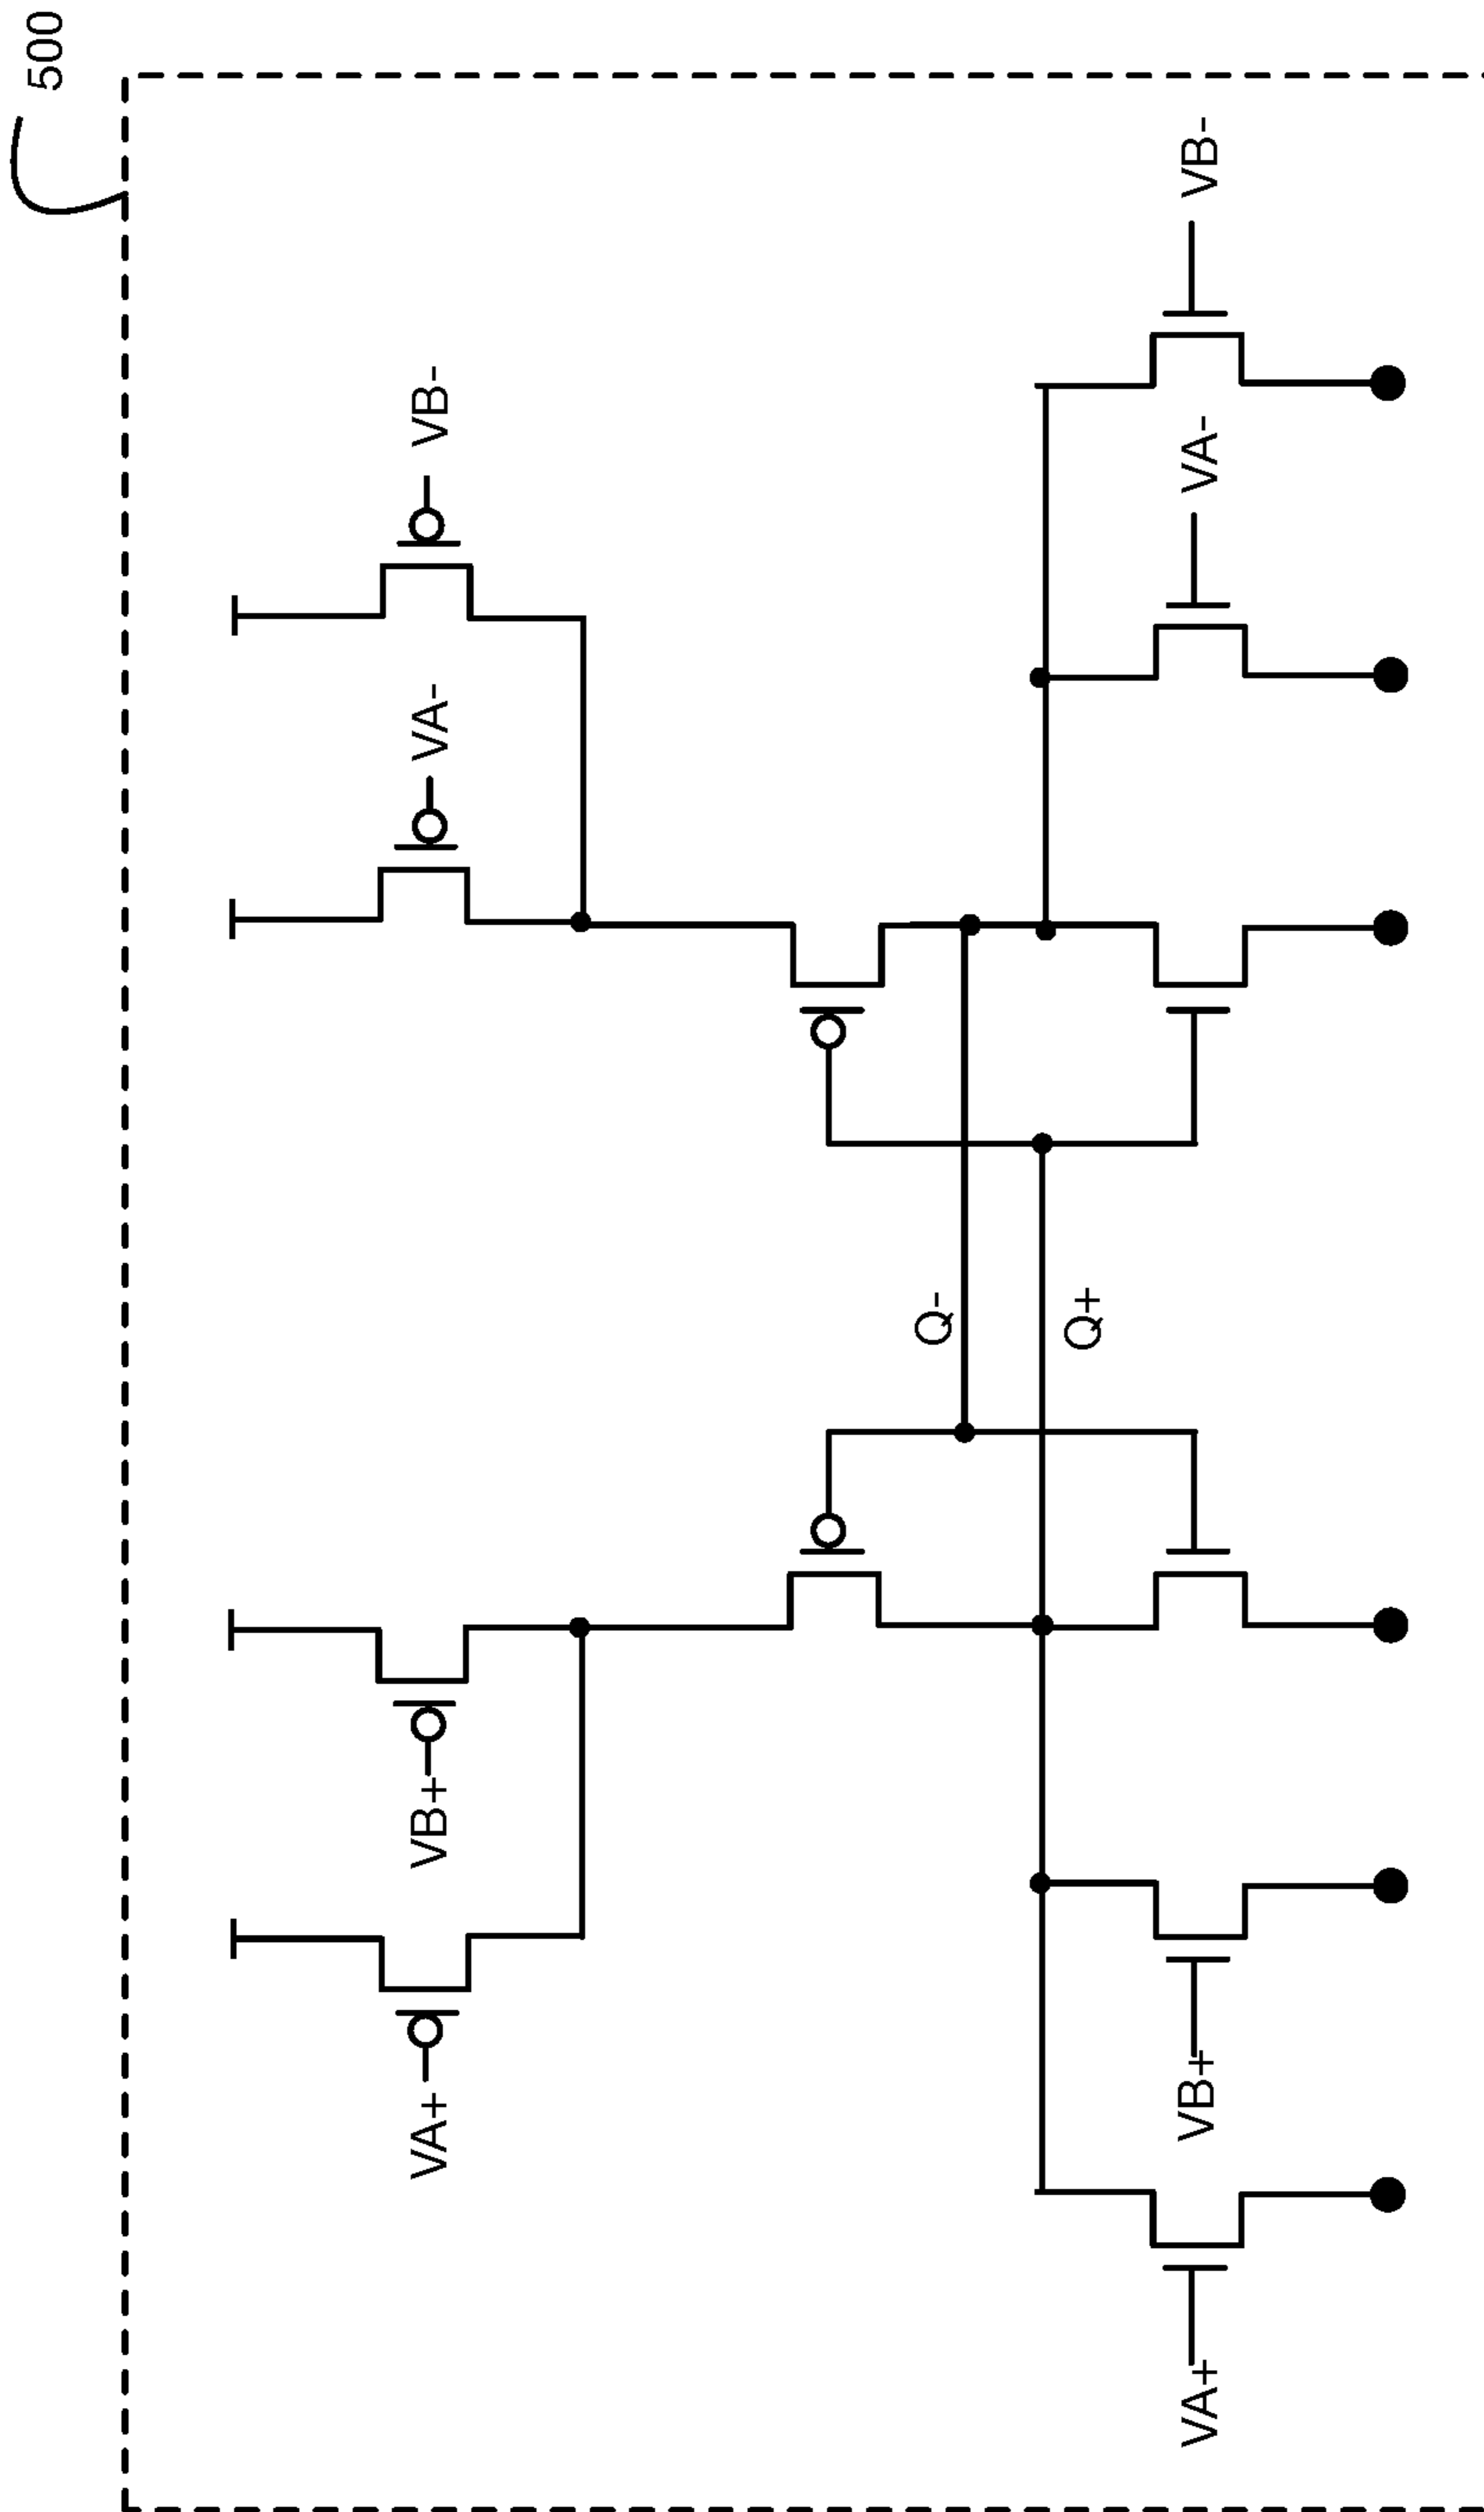 500
VA+
VB+
VA-
VB-
Q-
Q+
VA+
VB+
VA-
VB-